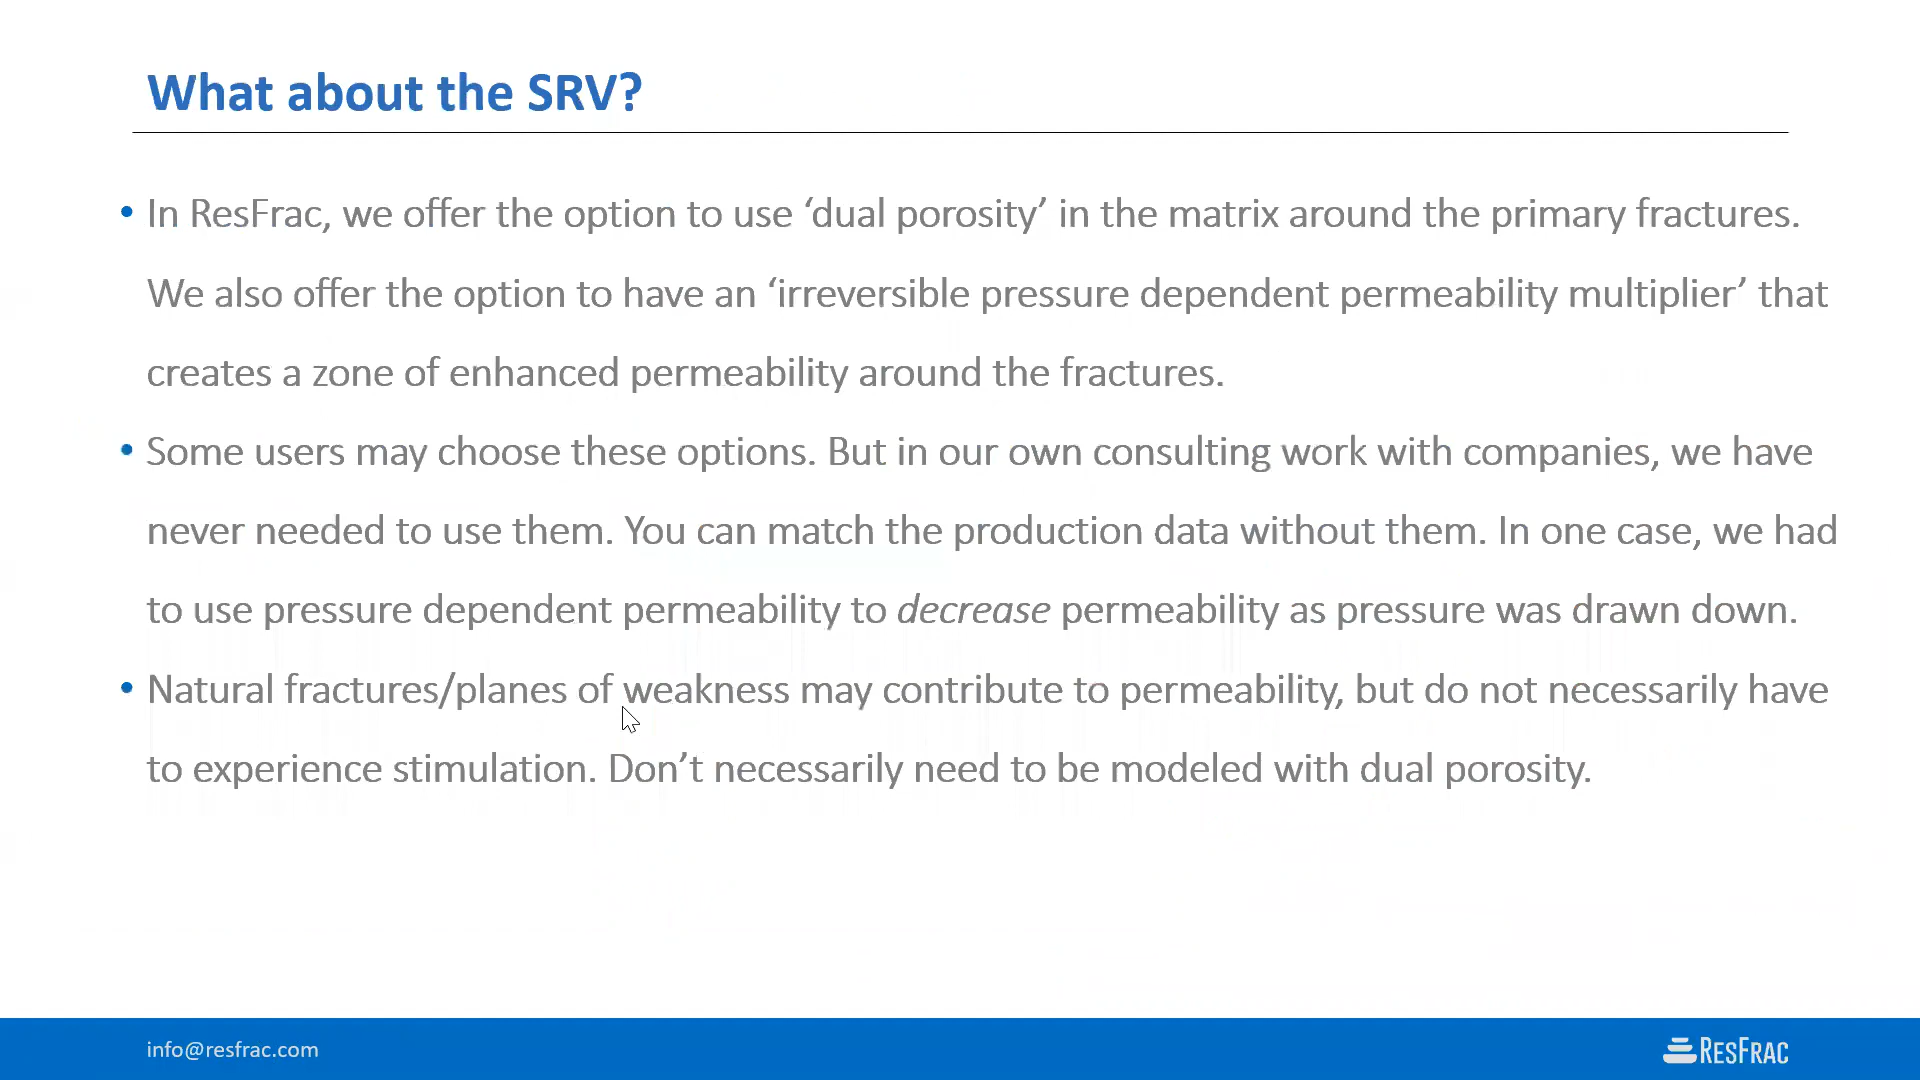 What about the SRV?
• In ResFrac, we offer the option to use ‘dual porosity’ in the matrix around the primary fractures.
We also offer the option to have an ‘irreversible pressure dependent permeability multiplier’ that
creates a zone of enhanced permeability around the fractures.
• Some users may choose these options. But in our own consulting work with companies, we have
never needed to use them. You can match the production data without them. In one case, we had
to use pressure dependent permeability to decrease permeability as pressure was drawn down.
• Natural fractures/planes of weakness may contribute to permeability, but do not necessarily have
to experience stimulation. Don’t necessarily need to be modeled with dual porosity.
info@resfrac.com
RESFRAC